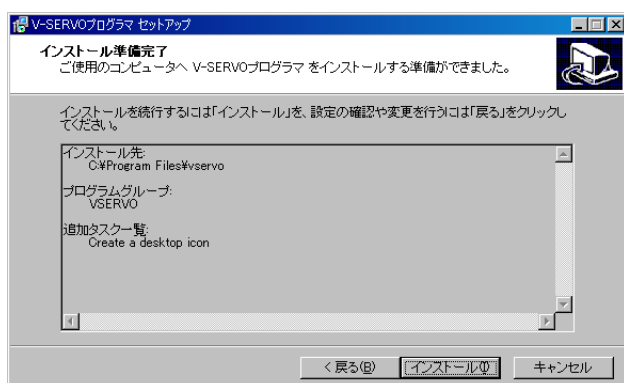 V-SERVOプログラマ セットアップ
インストール準備完了
ご使用のコンピュータへ V-SERVOプログラマ をインストールする準備ができました。
インストールを続行するには「インストール」を、設定の確認や変更を行うには「戻る」をクリックし
てください。
インストール先:
C:¥Program Files¥vservo
プログラムグループ:
VSERVO
追加タスク一覧:
Create a desktop icon
< 戻る(B)
インストール(I)
キャンセル